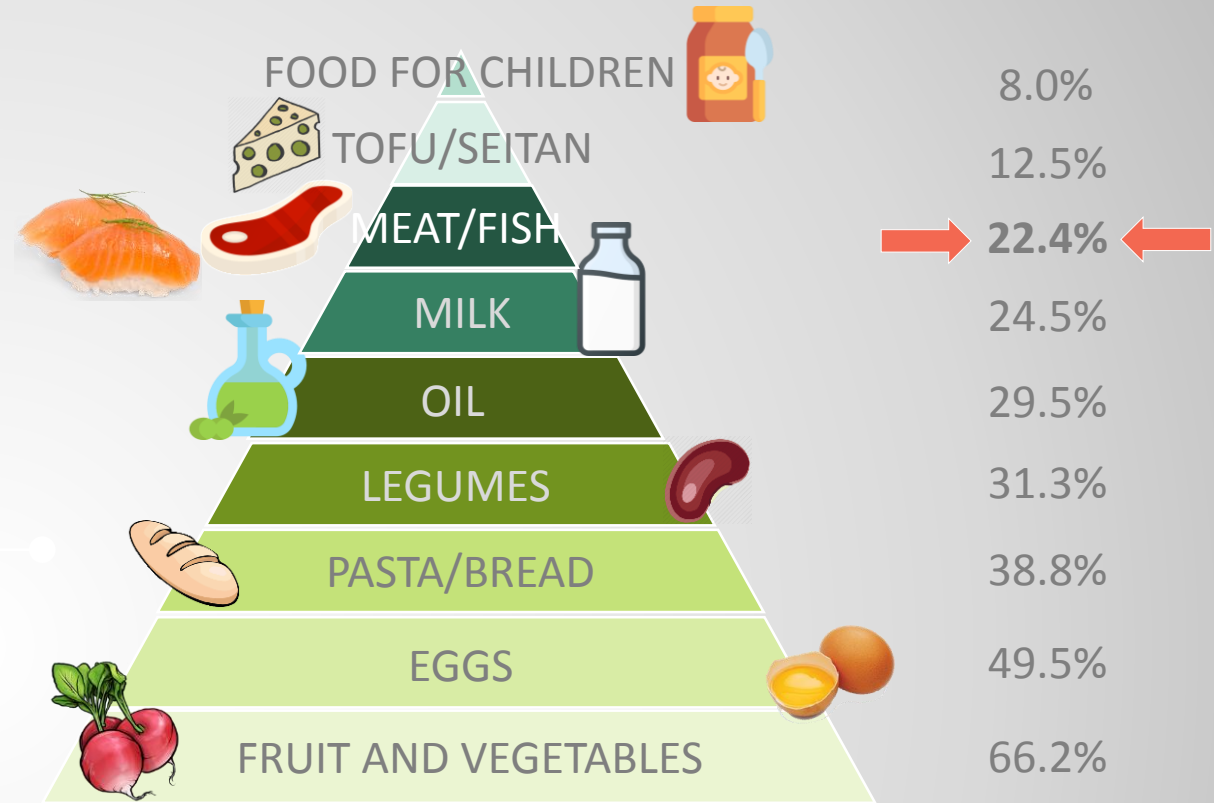 FOOD FOR CHILDREN 8.0%
TOFU/SEITAN 12.5%
MEAT/FISH 22.4%
MILK 24.5%
OIL 29.5%
LEGUMES 31.3%
PASTA/BREAD 38.8%
EGGS 49.5%
FRUIT AND VEGETABLES 66.2%